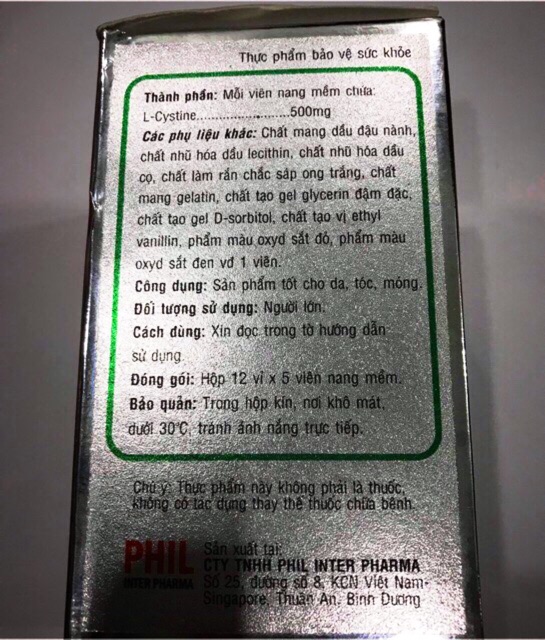 Thực phẩm bảo vệ sức khỏe
Thành phần: Mỗi viên nang mềm chứa:
L-Cystine........................500mg
Các phụ liệu khác: Chất mang dầu đậu nành,
chất nhũ hóa dầu lecithin, chất nhũ hóa dầu
cọ, chất làm rắn chắc sáp ong trắng, chất
mang gelatin, chất tạo gel glycerin đậm đặc,
chất tạo gel D-sorbitol, chất tạo vị ethyl
vanillin, phẩm màu oxyd sắt đỏ, phẩm màu
oxyd sắt đen vđ 1 viên.
Công dụng: Sản phẩm tốt cho da, tóc, móng.
Đối tượng sử dụng: Người lớn.
Cách dùng: Xin đọc trong tờ hướng dẫn
sử dụng.
Đóng gói: Hộp 12 vỉ x 5 viên nang mềm.
Bảo quản: Trong hộp kín, nơi khô mát,
dưới 30°C, tránh ánh nắng trực tiếp.
Chú ý: Thực phẩm này không phải là thuốc,
không có tác dụng thay thế thuốc chữa bệnh.
PHIL
INTER PHARMA
Sản xuất tại:
CTY TNHH PHIL INTER PHARMA
Số 25, đường số 8, KCN Việt Nam-
Singapore, Thuận An, Bình Dương